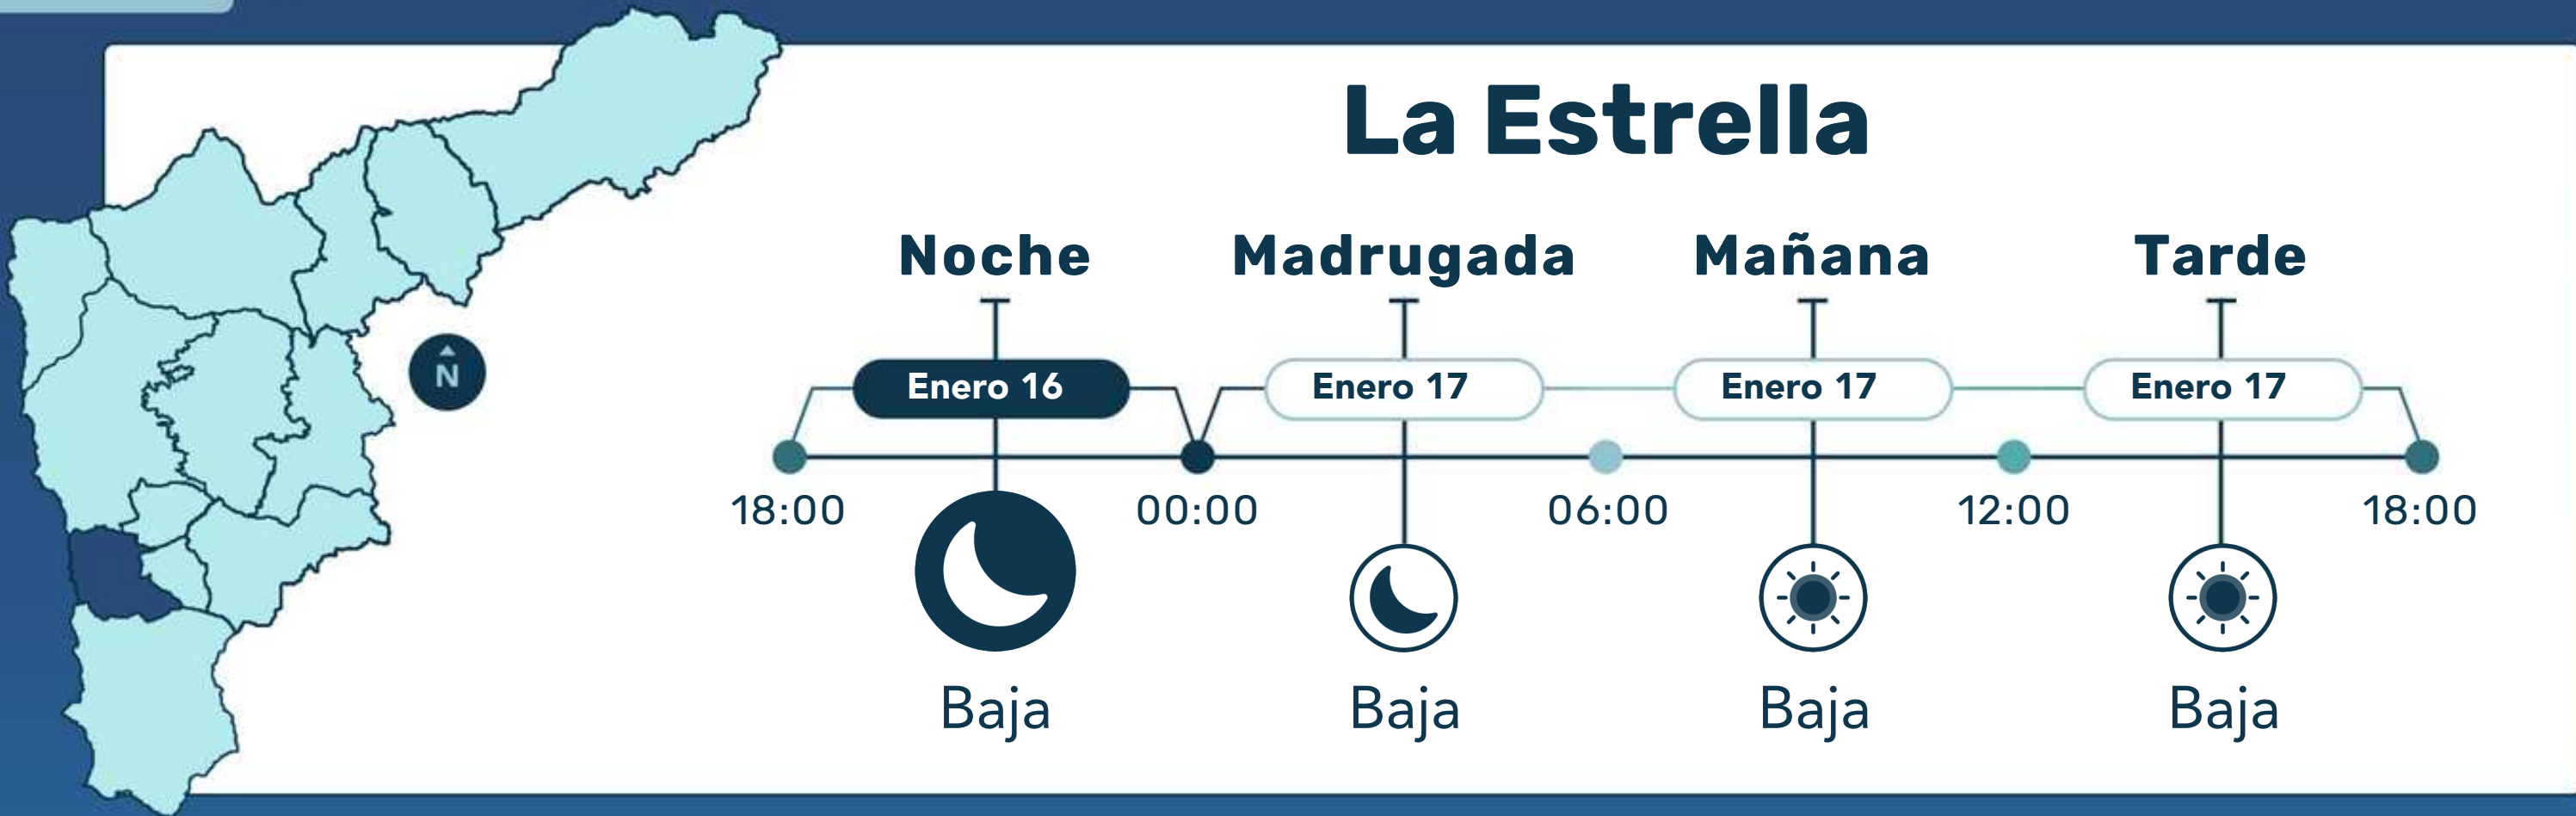 La Estrella
Noche Madrugada Mañana Tarde
N
Enero 16 Enero 17 Enero 17 Enero 17
18:00 00:00 06:00 12:00 18:00
Baja Baja Baja Baja